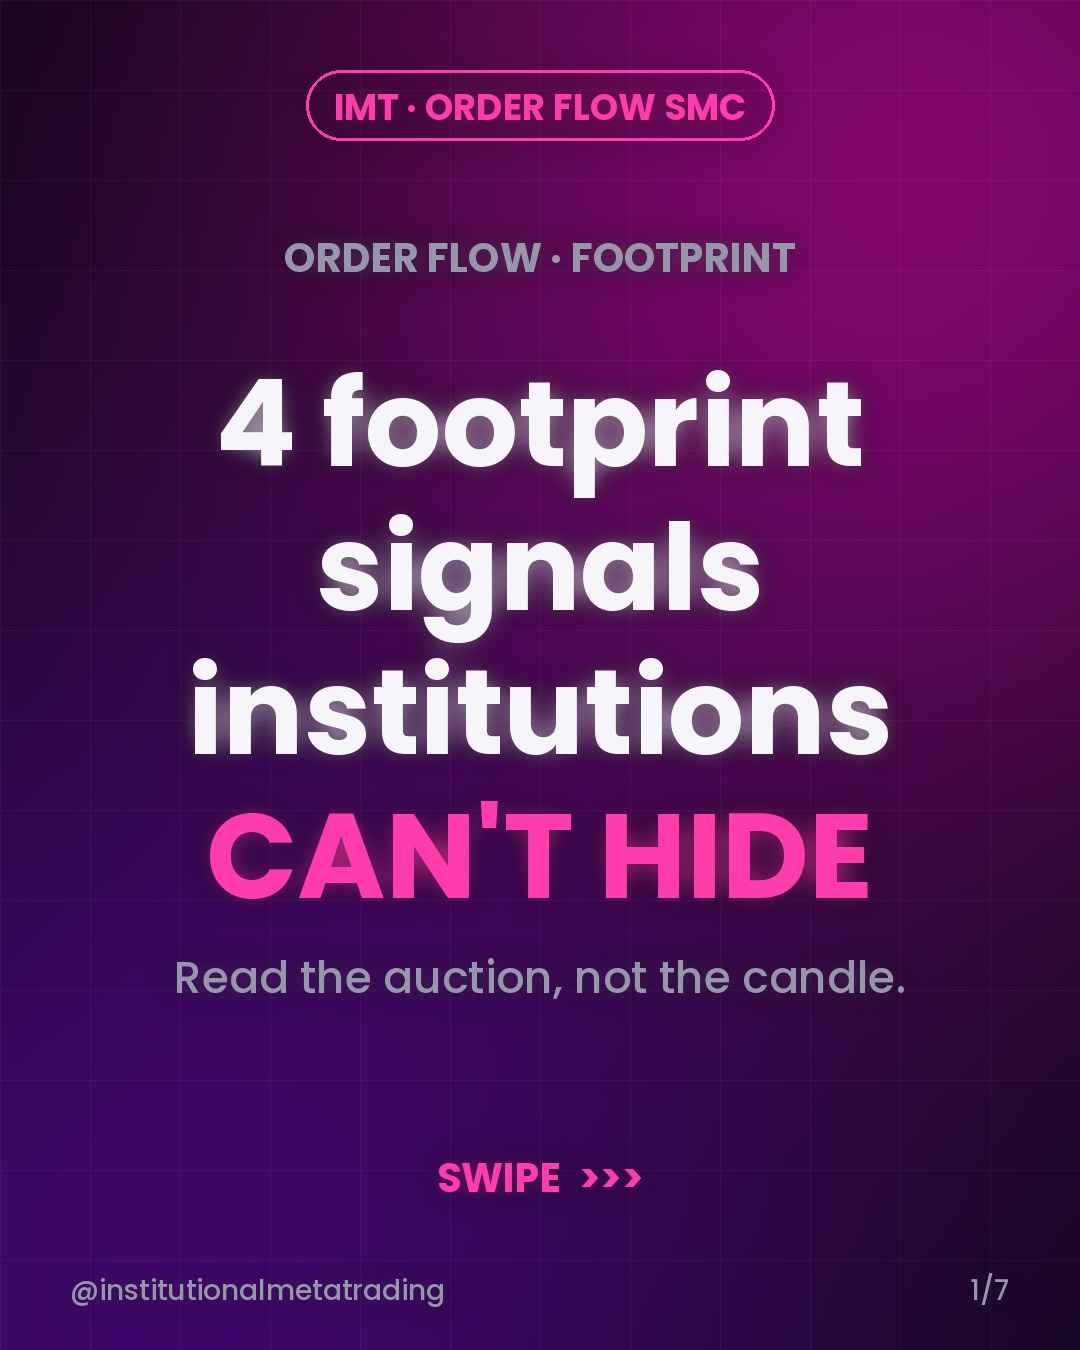 IMT · ORDER FLOW SMC
ORDER FLOW · FOOTPRINT
4 footprint
signals
institutions
CAN'T HIDE
Read the auction, not the candle.
SWIPE >>>
@institutionalmetatrading
1/7